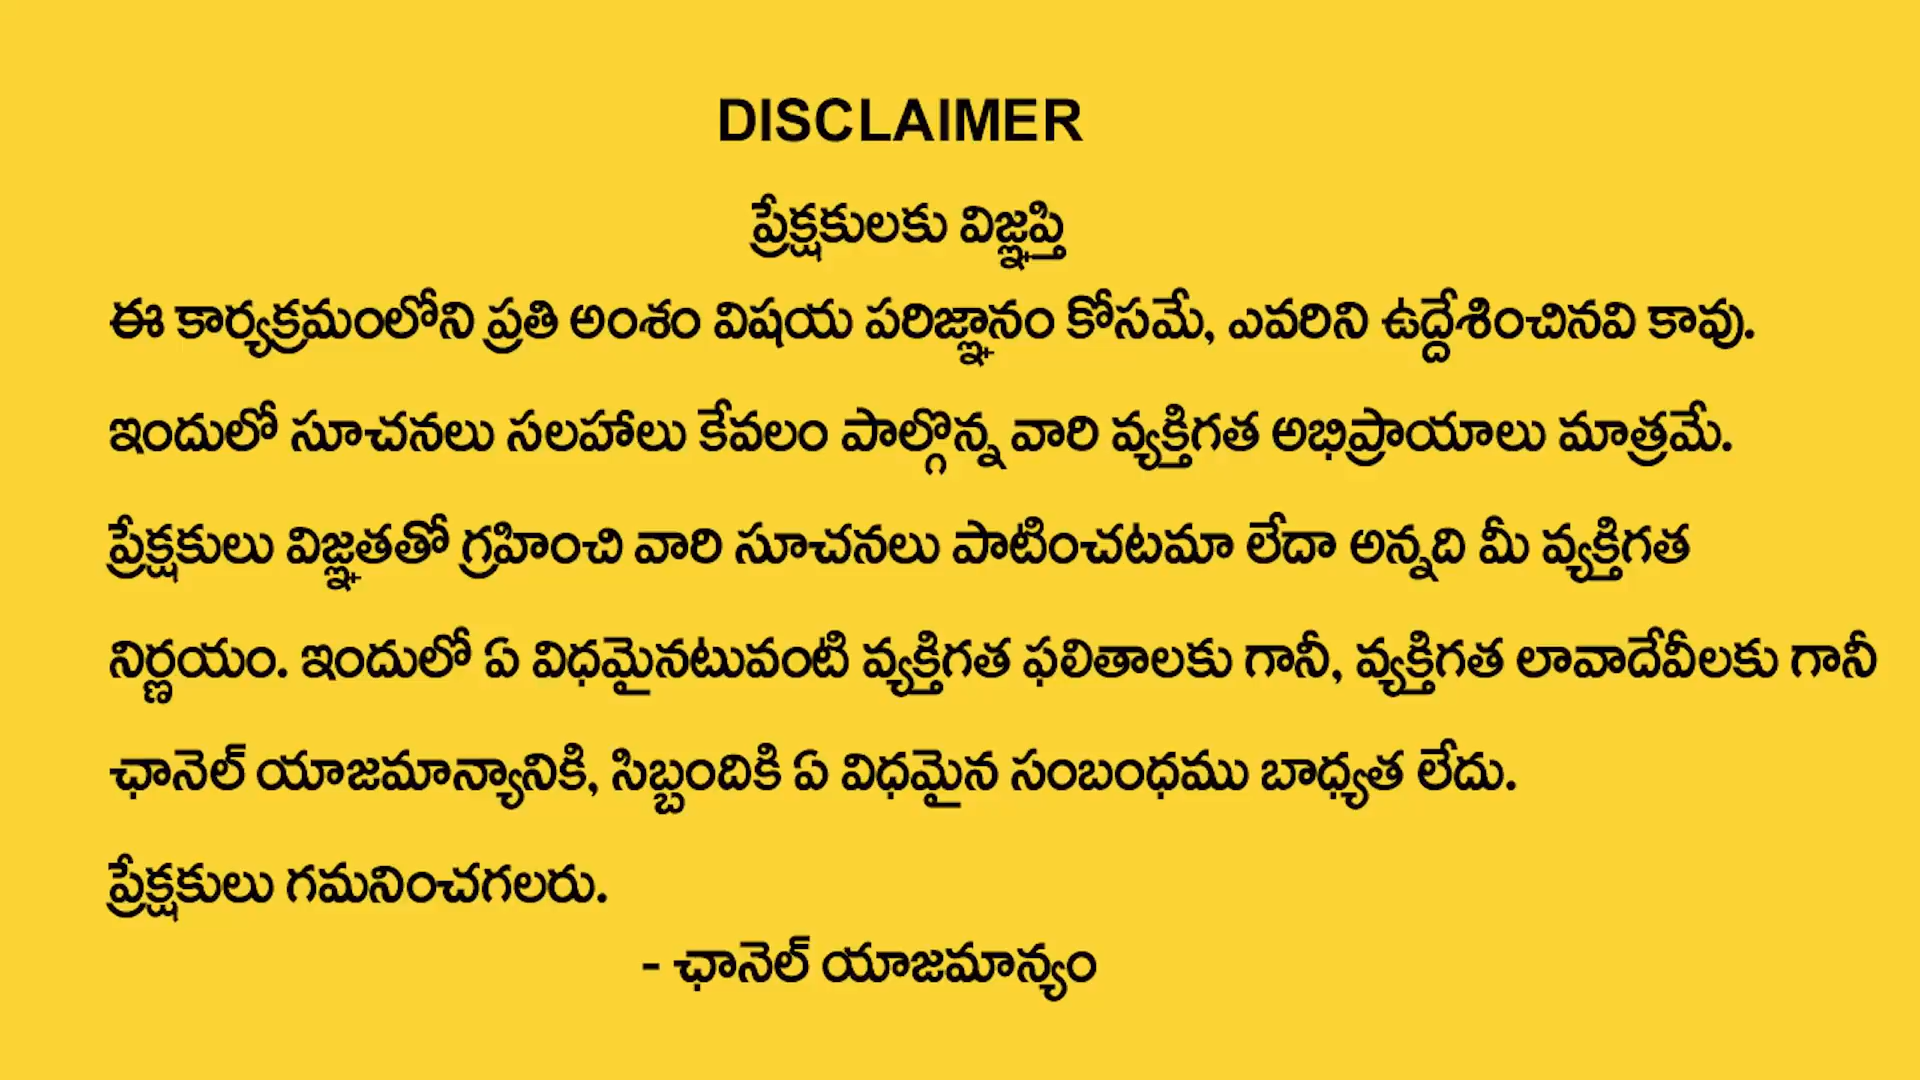 DISCLAIMER
ప్రేక్షకులకు విజ్ఞప్తి
ఈ కార్యక్రమంలోని ప్రతి అంశం విషయ పరిజ్ఞానం కోసమే, ఎవరిని ఉద్దేశించినవి కావు.
ఇందులో సూచనలు సలహాలు కేవలం పాల్గొన్న వారి వ్యక్తిగత అభిప్రాయాలు మాత్రమే.
ప్రేక్షకులు విజ్ఞతతో గ్రహించి వారి సూచనలు పాటించటమా లేదా అన్నది మీ వ్యక్తిగత
నిర్ణయం. ఇందులో ఏ విధమైనటువంటి వ్యక్తిగత ఫలితాలకు గానీ, వ్యక్తిగత లావాదేవీలకు గానీ
ఛానెల్ యాజమాన్యానికి, సిబ్బందికి ఏ విధమైన సంబంధము బాధ్యత లేదు.
ప్రేక్షకులు గమనించగలరు.
- ఛానెల్ యాజమాన్యం